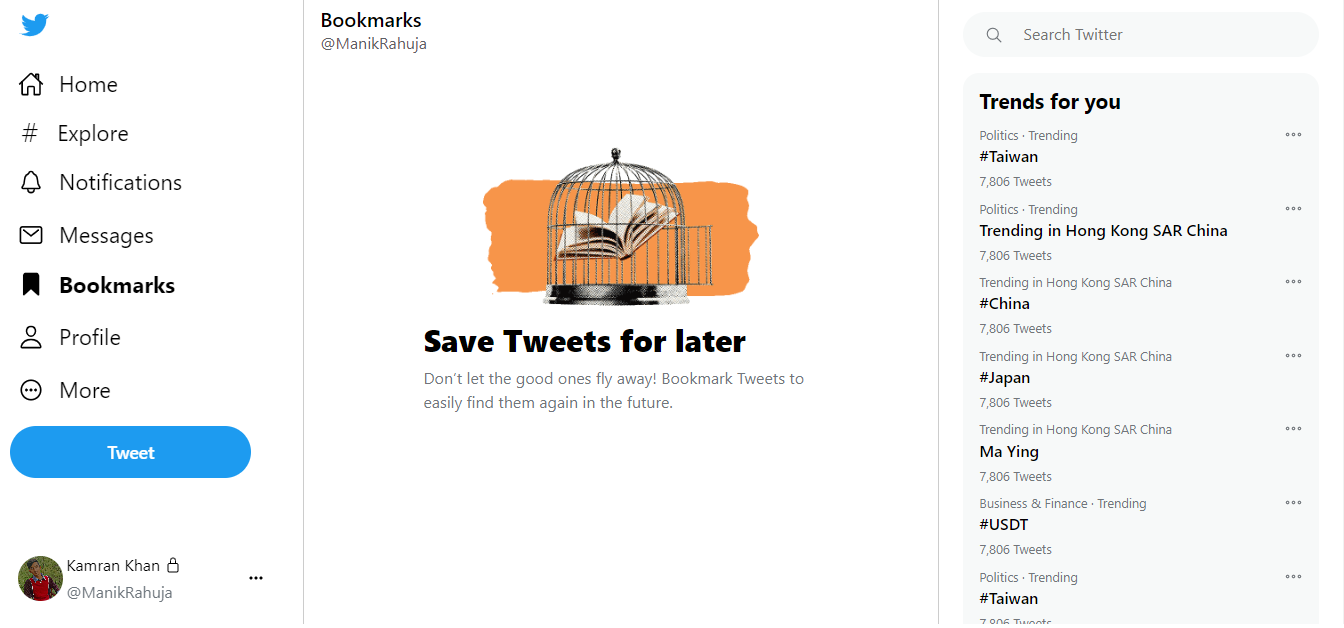 Home
Explore
Notifications
Messages
Bookmarks
Profile
More
Tweet
Kamran Khan
@ManikRahuja
Bookmarks
@ManikRahuja
Save Tweets for later
Don’t let the good ones fly away! Bookmark Tweets to
easily find them again in the future.
Search Twitter
Trends for you
Politics · Trending
#Taiwan
7,806 Tweets
Politics · Trending
Trending in Hong Kong SAR China
7,806 Tweets
Trending in Hong Kong SAR China
#China
7,806 Tweets
Trending in Hong Kong SAR China
#Japan
7,806 Tweets
Trending in Hong Kong SAR China
Ma Ying
7,806 Tweets
Business & Finance · Trending
#USDT
7,806 Tweets
Politics · Trending
#Taiwan
7,806 Tweets